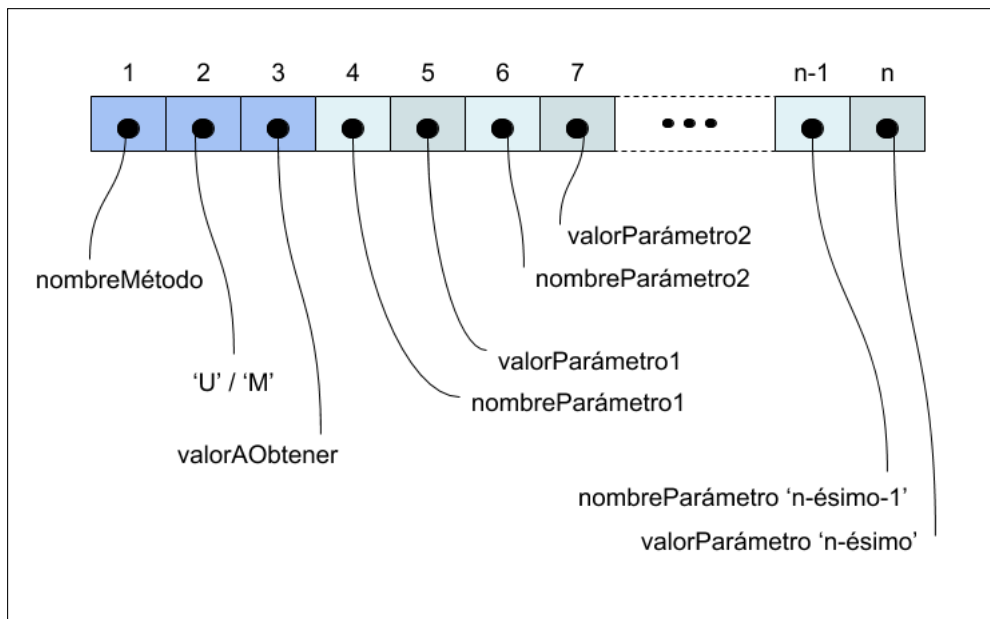 1 2 3 4 5 6 7 n-1 n
valorParámetro2
nombreMétodo nombreParámetro2
valorParámetro1
‘U’ / ‘M’
nombreParámetro1
valorAObtener
nombreParámetro ‘n-ésimo-1’
valorParámetro ‘n-ésimo’